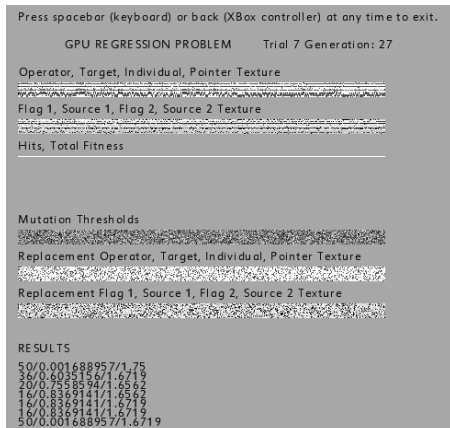 Press spacebar (keyboard) or back (XBox controller) at any time to exit.
GPU REGRESSION PROBLEM Trial 7 Generation: 27
Operator, Target, Individual, Pointer Texture
Flag 1, Source 1, Flag 2, Source 2 Texture
Hits, Total Fitness
Mutation Thresholds
Replacement Operator, Target, Individual, Pointer Texture
Replacement Flag 1, Source 1, Flag 2, Source 2 Texture
RESULTS
50/0.001688957/1.75
36/0.6035156/1.6719
20/0.7558594/1.6562
16/0.8369141/1.6562
16/0.8369141/1.6719
16/0.8369141/1.6719
50/0.001688957/1.6719